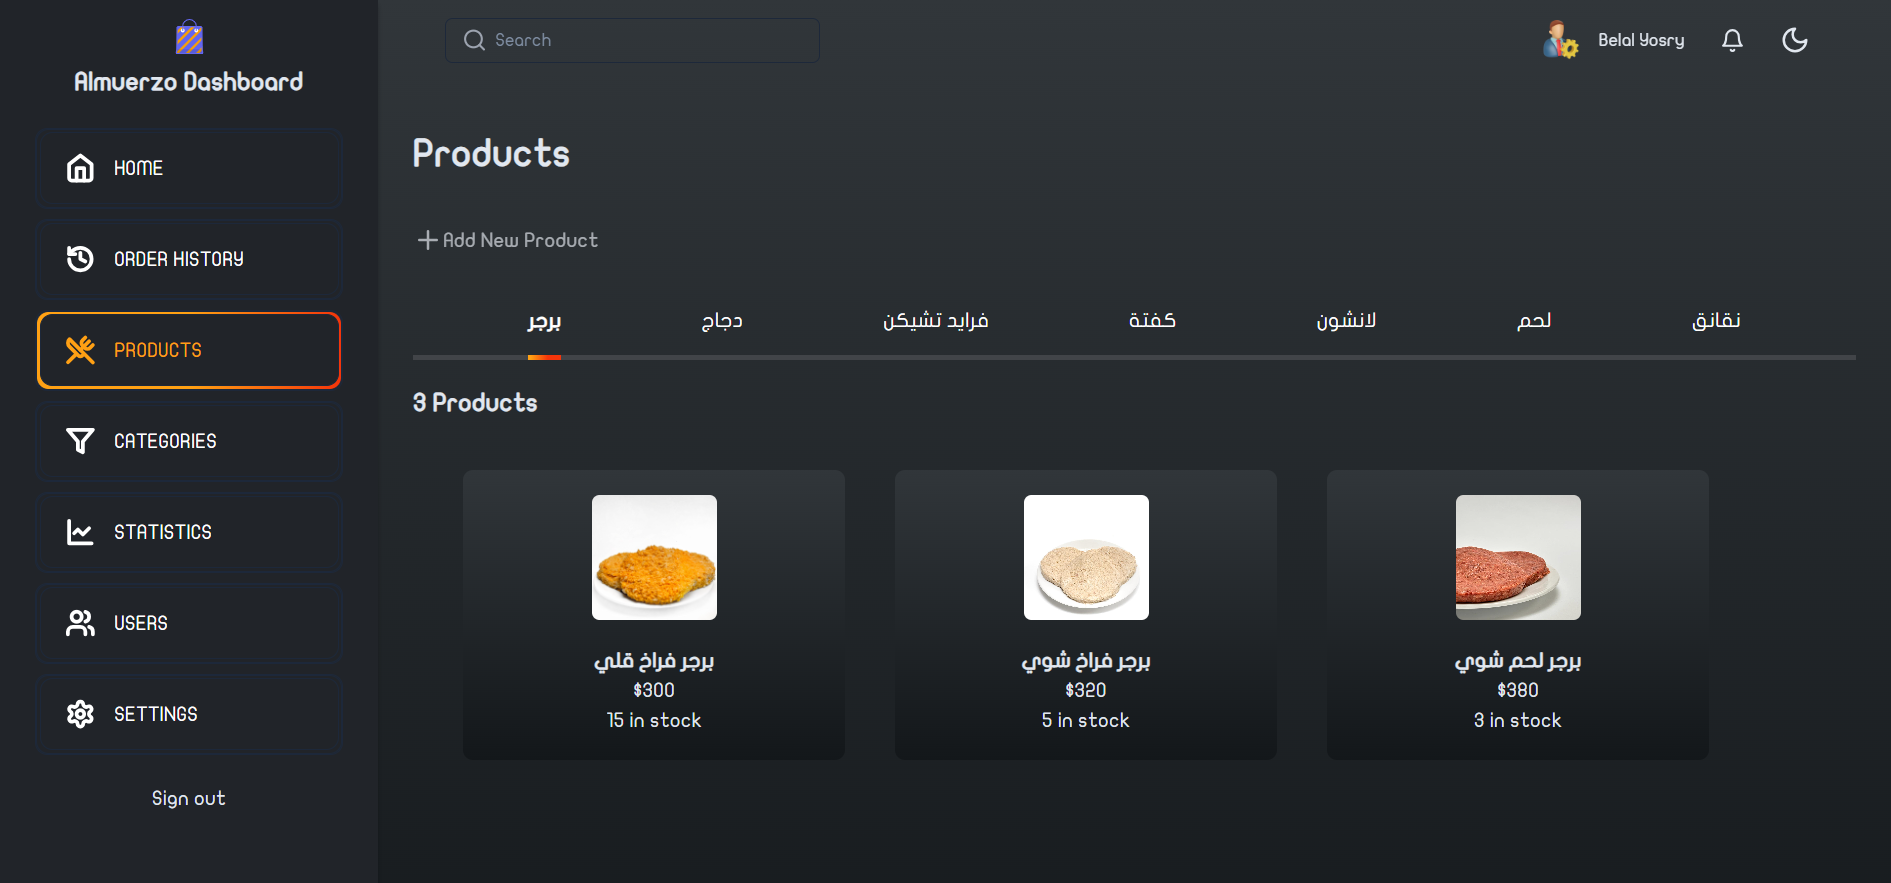 Almuerzo Dashboard
HOME
ORDER HISTORY
PRODUCTS
CATEGORIES
STATISTICS
USERS
SETTINGS
Sign out
Search
Belal Yosry
Products
Add New Product
برجر
دجاج
فرايد تشيكن
كفتة
لانشون
لحم
نقانق
3 Products
برجر فراخ قلي
$300
15 in stock
برجر فراخ شوي
$320
5 in stock
برجر لحم شوي
$380
3 in stock